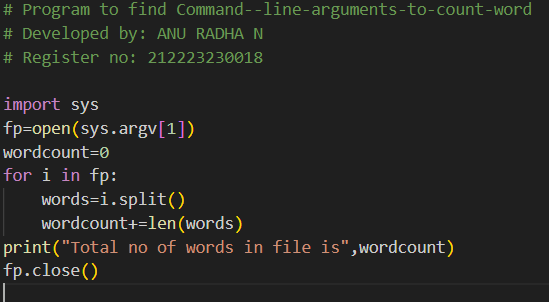 # Program to find Command--line-arguments-to-count-word
# Developed by: ANU RADHA N
# Register no: 212223230018

import sys
fp=open(sys.argv[1])
wordcount=0
for i in fp:
    words=i.split()
    wordcount+=len(words)
print("Total no of words in file is",wordcount)
fp.close()